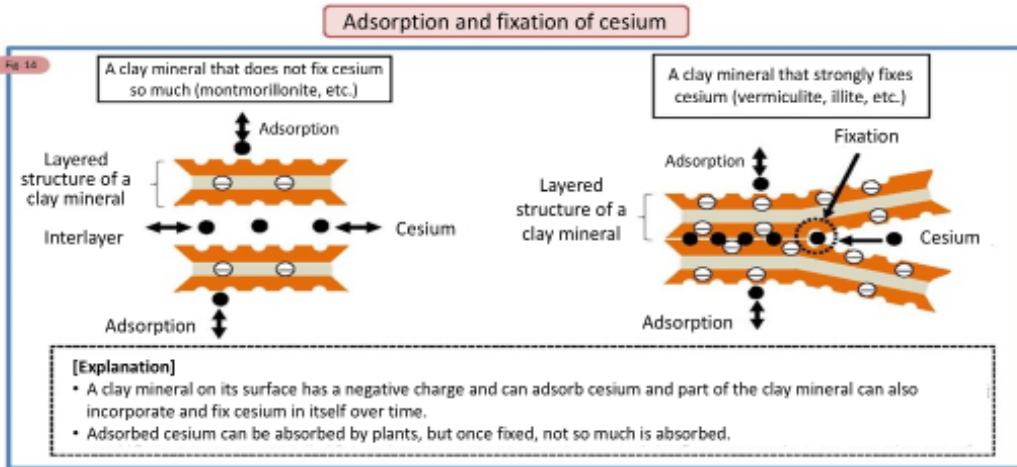 Adsorption and fixation of cesium
Fig. 14
A clay mineral that does not fix cesium
so much (montmorillonite, etc.)
Adsorption
Layered
structure of a
clay mineral
Interlayer
Cesium
Adsorption
A clay mineral that strongly fixes
cesium (vermiculite, illite, etc.)
Fixation
Adsorption
Layered
structure of a
clay mineral
Cesium
Adsorption
[Explanation]
• A clay mineral on its surface has a negative charge and can adsorb cesium and part of the clay mineral can also
incorporate and fix cesium in itself over time.
• Adsorbed cesium can be absorbed by plants, but once fixed, not so much is absorbed.